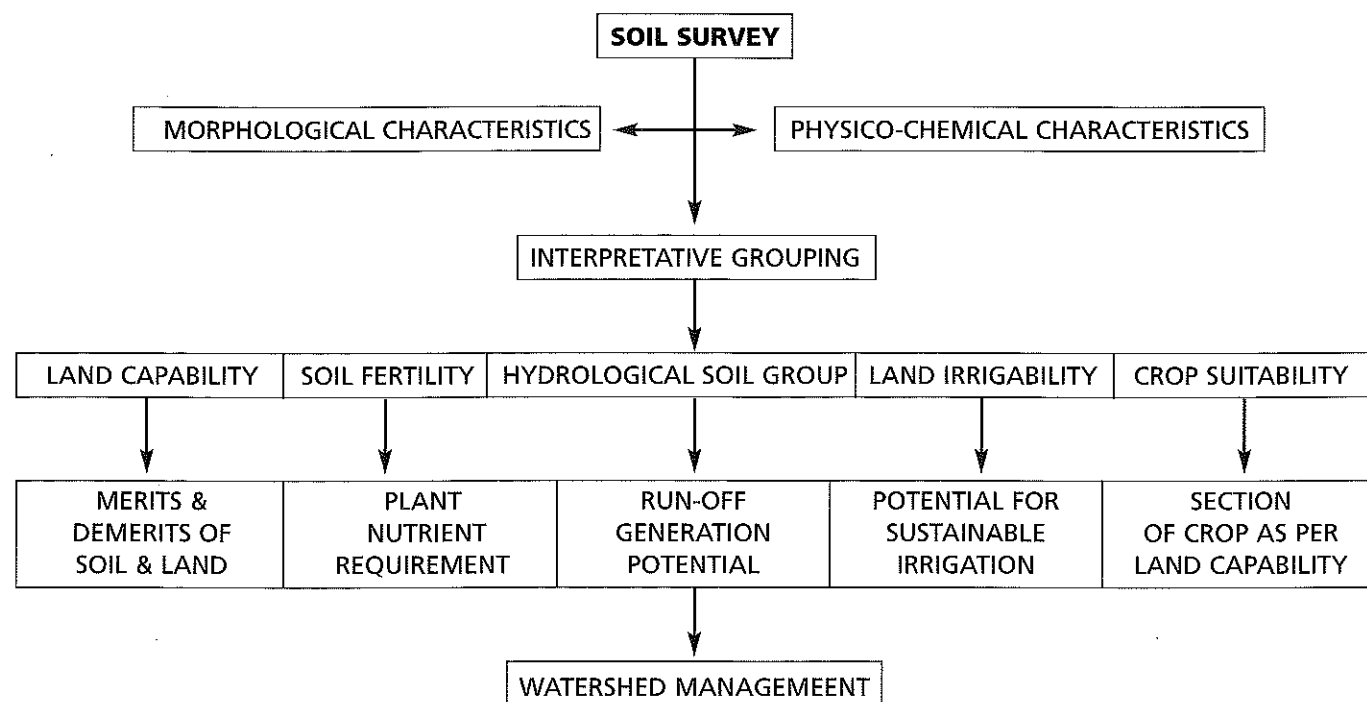 SOIL SURVEY
MORPHOLOGICAL CHARACTERISTICS
PHYSICO-CHEMICAL CHARACTERISTICS
INTERPRETATIVE GROUPING
LAND CAPABILITY
SOIL FERTILITY
HYDROLOGICAL SOIL GROUP
LAND IRRIGABILITY
CROP SUITABILITY
MERITS &
DEMERITS OF
SOIL & LAND
PLANT
NUTRIENT
REQUIREMENT
RUN-OFF
GENERATION
POTENTIAL
POTENTIAL FOR
SUSTAINABLE
IRRIGATION
SECTION
OF CROP AS PER
LAND CAPABILITY
WATERSHED MANAGEMEENT